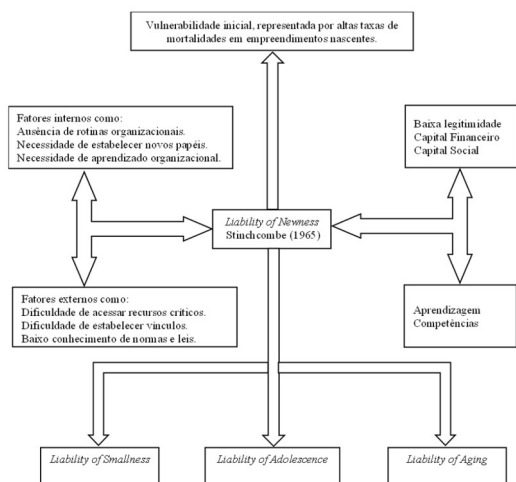 Vulnerabilidade inicial, representada por altas taxas de
mortalidades em empreendimentos nascentes.
Fatores internos como:
Ausência de rotinas organizacionais.
Necessidade de estabelecer novos papéis.
Necessidade de aprendizado organizacional.
Baixa legitimidade
Capital Financeiro
Capital Social
Liability of Newness
Stinchcombe (1965)
Fatores externos como:
Dificuldade de acessar recursos críticos.
Dificuldade de estabelecer vínculos.
Baixo conhecimento de normas e leis.
Aprendizagem
Competências
Liability of Smallness
Liability of Adolescence
Liability of Aging